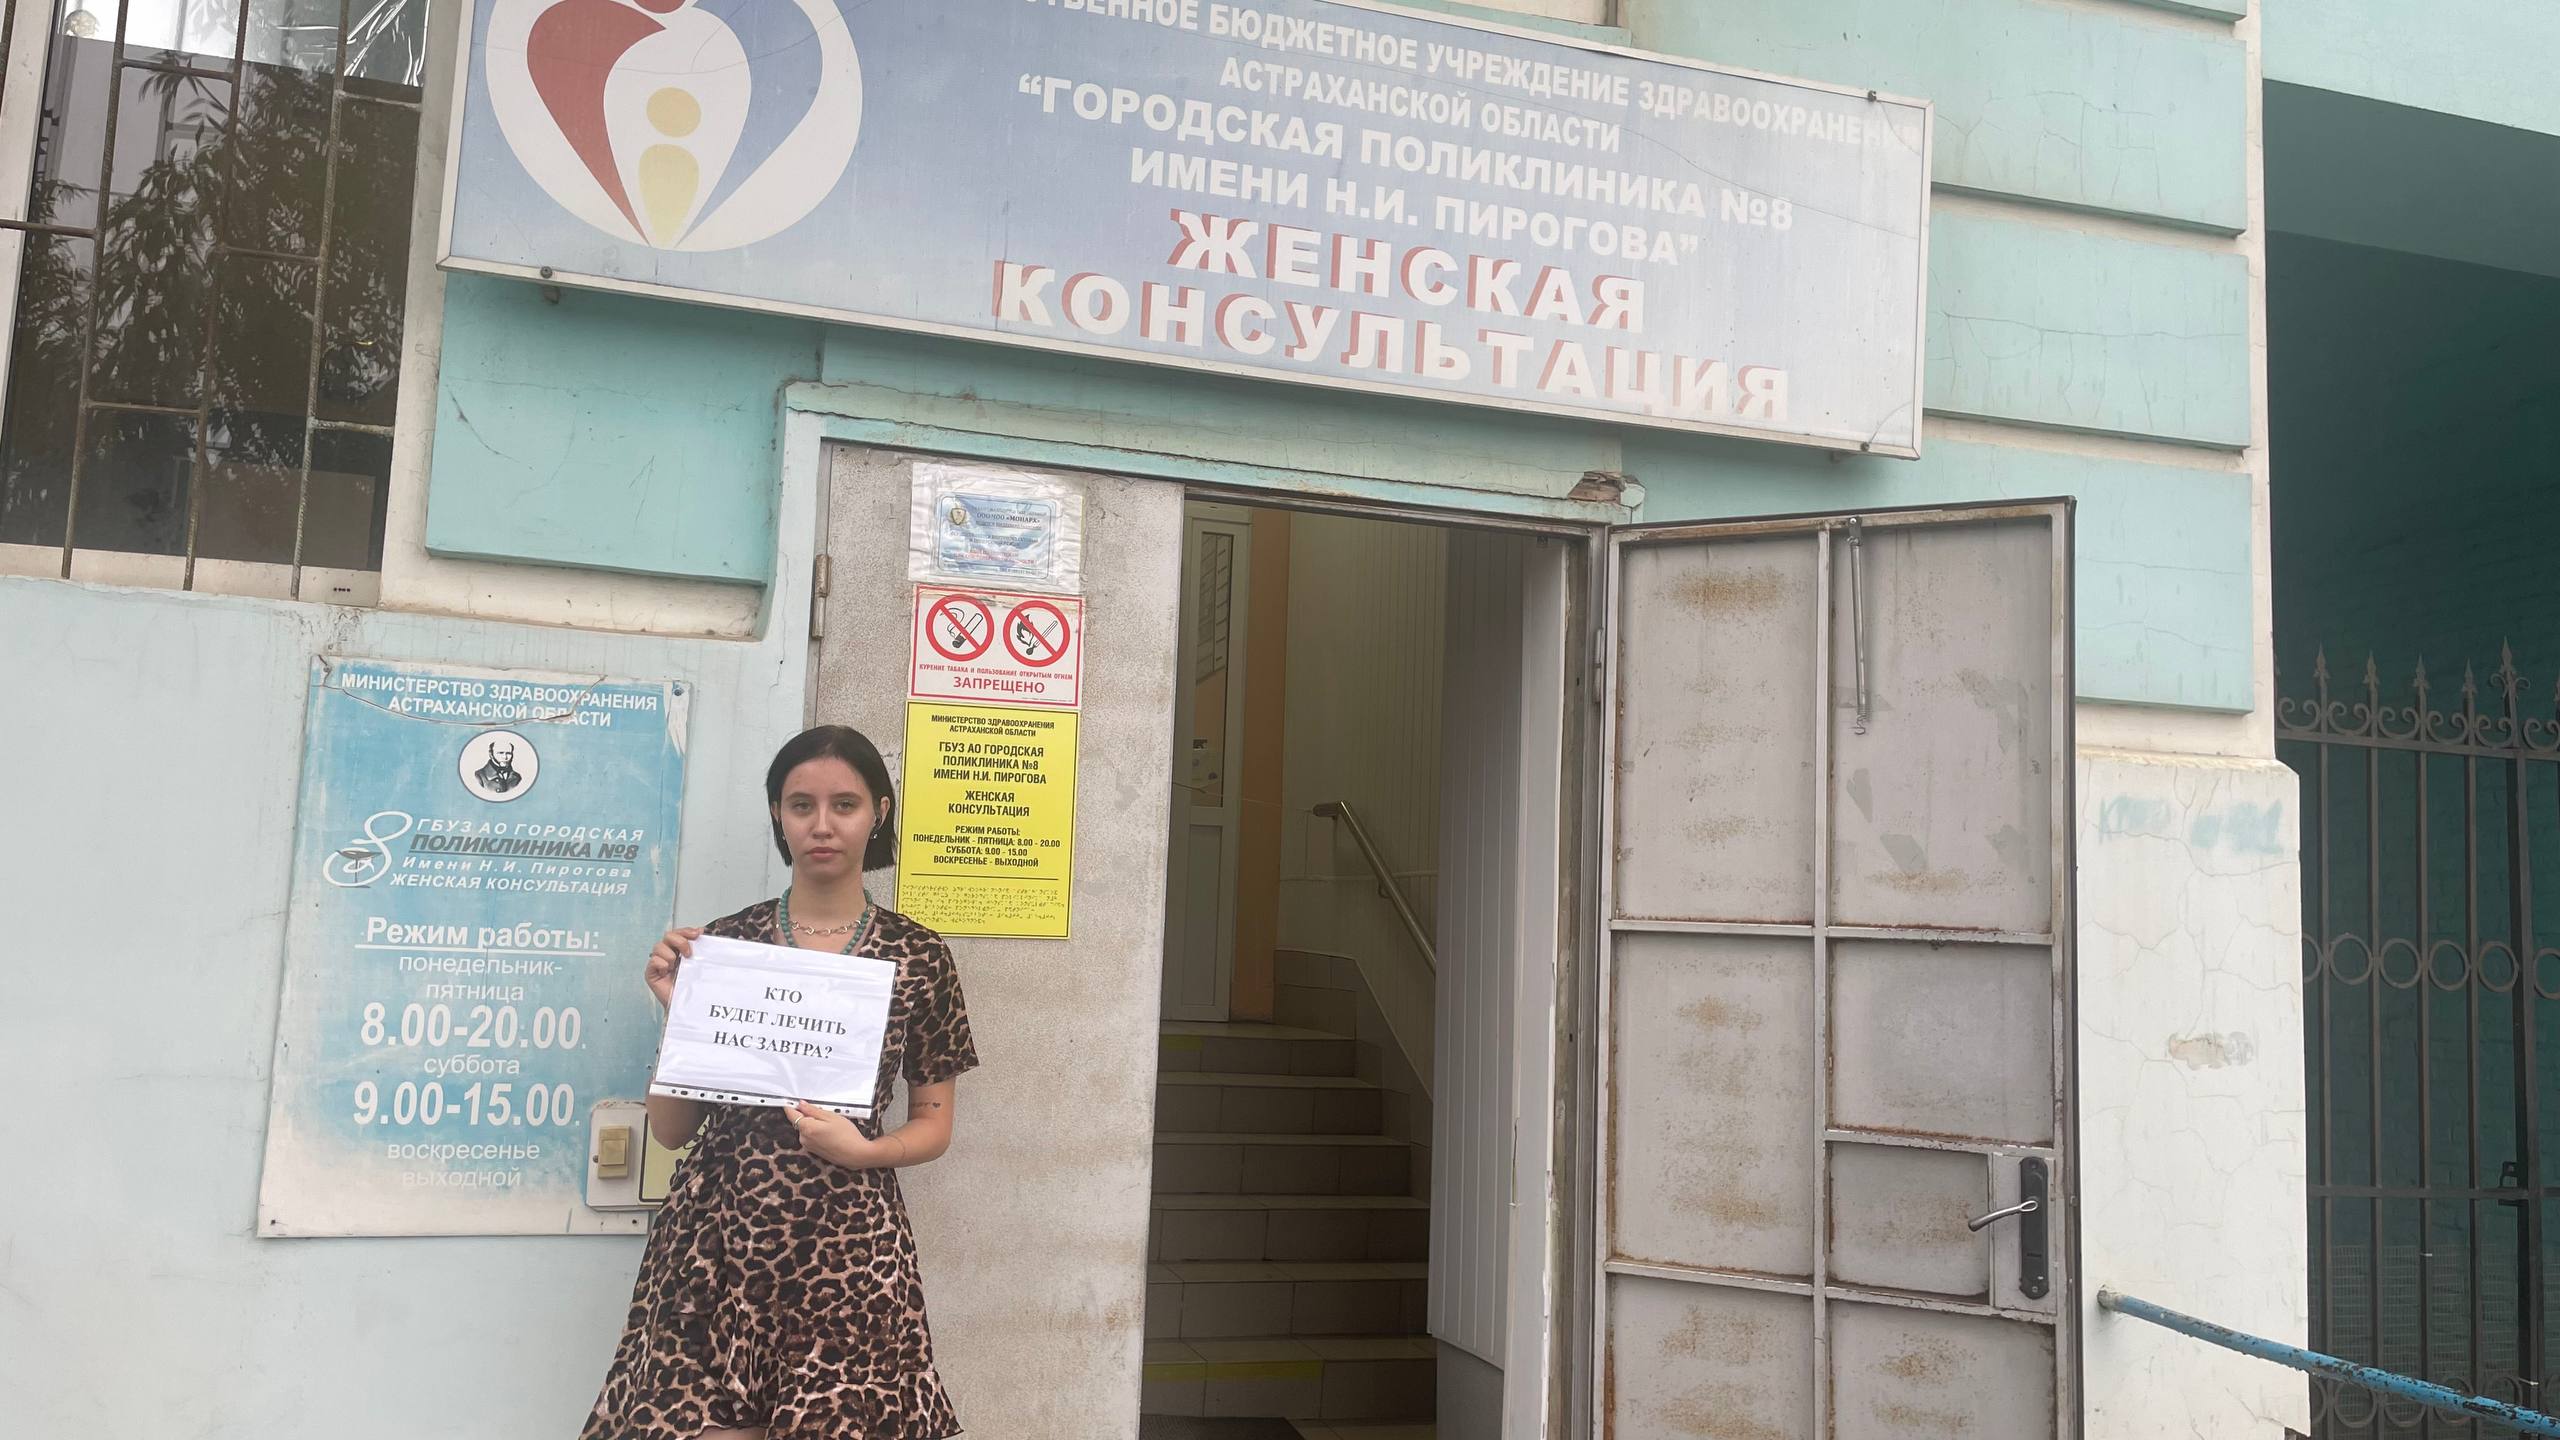 БЮДЖЕТНОЕ УЧРЕЖДЕНИЕ ЗДРАВООХРАНЕНИЯ
АСТРАХАНСКОЙ ОБЛАСТИ
“ГОРОДСКАЯ ПОЛИКЛИНИКА №8
ИМЕНИ Н.И. ПИРОГОВА”
ЖЕНСКАЯ
КОНСУЛЬТАЦИЯ
ООО ЧОО «МОНАРХ»
КУРЕНИЕ ТАБАКА И ПОЛЬЗОВАНИЕ ОТКРЫТЫМ ОГНЕМ
ЗАПРЕЩЕНО
МИНИСТЕРСТВО ЗДРАВООХРАНЕНИЯ
АСТРАХАНСКОЙ ОБЛАСТИ
ГБУЗ АО ГОРОДСКАЯ
ПОЛИКЛИНИКА №8
ИМЕНИ Н.И. ПИРОГОВА
ЖЕНСКАЯ
КОНСУЛЬТАЦИЯ
РЕЖИМ РАБОТЫ:
ПОНЕДЕЛЬНИК - ПЯТНИЦА: 8.00 - 20.00
СУББОТА: 9.00 - 15.00
ВОСКРЕСЕНЬЕ - ВЫХОДНОЙ
МИНИСТЕРСТВО ЗДРАВООХРАНЕНИЯ
АСТРАХАНСКОЙ ОБЛАСТИ
8 ГБУЗ АО ГОРОДСКАЯ
ПОЛИКЛИНИКА №8
Имени Н.И. Пирогова
ЖЕНСКАЯ КОНСУЛЬТАЦИЯ
Режим работы:
понедельник-
пятница
8.00-20.00.
суббота
9.00-15.00.
воскресенье
выходной
КТО
БУДЕТ ЛЕЧИТЬ
НАС ЗАВТРА?